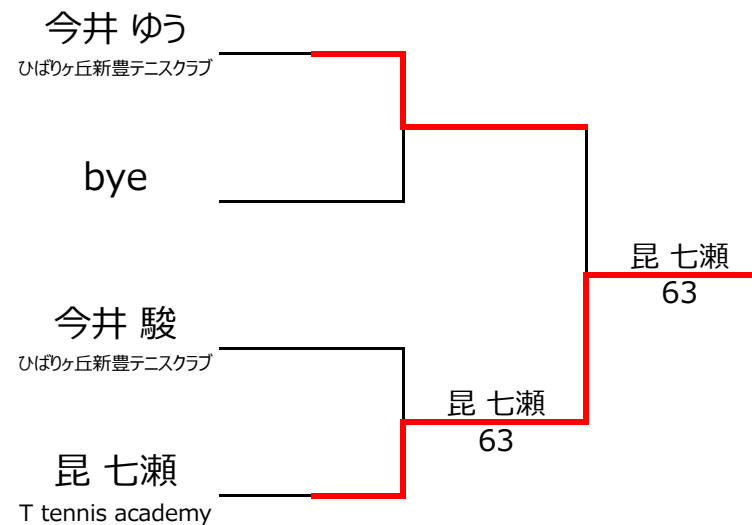 今井 ゆう
ひばりヶ丘新豊テニスクラブ
bye
今井 駿
ひばりヶ丘新豊テニスクラブ
昆 七瀬
T tennis academy
昆 七瀬
63
昆 七瀬
63